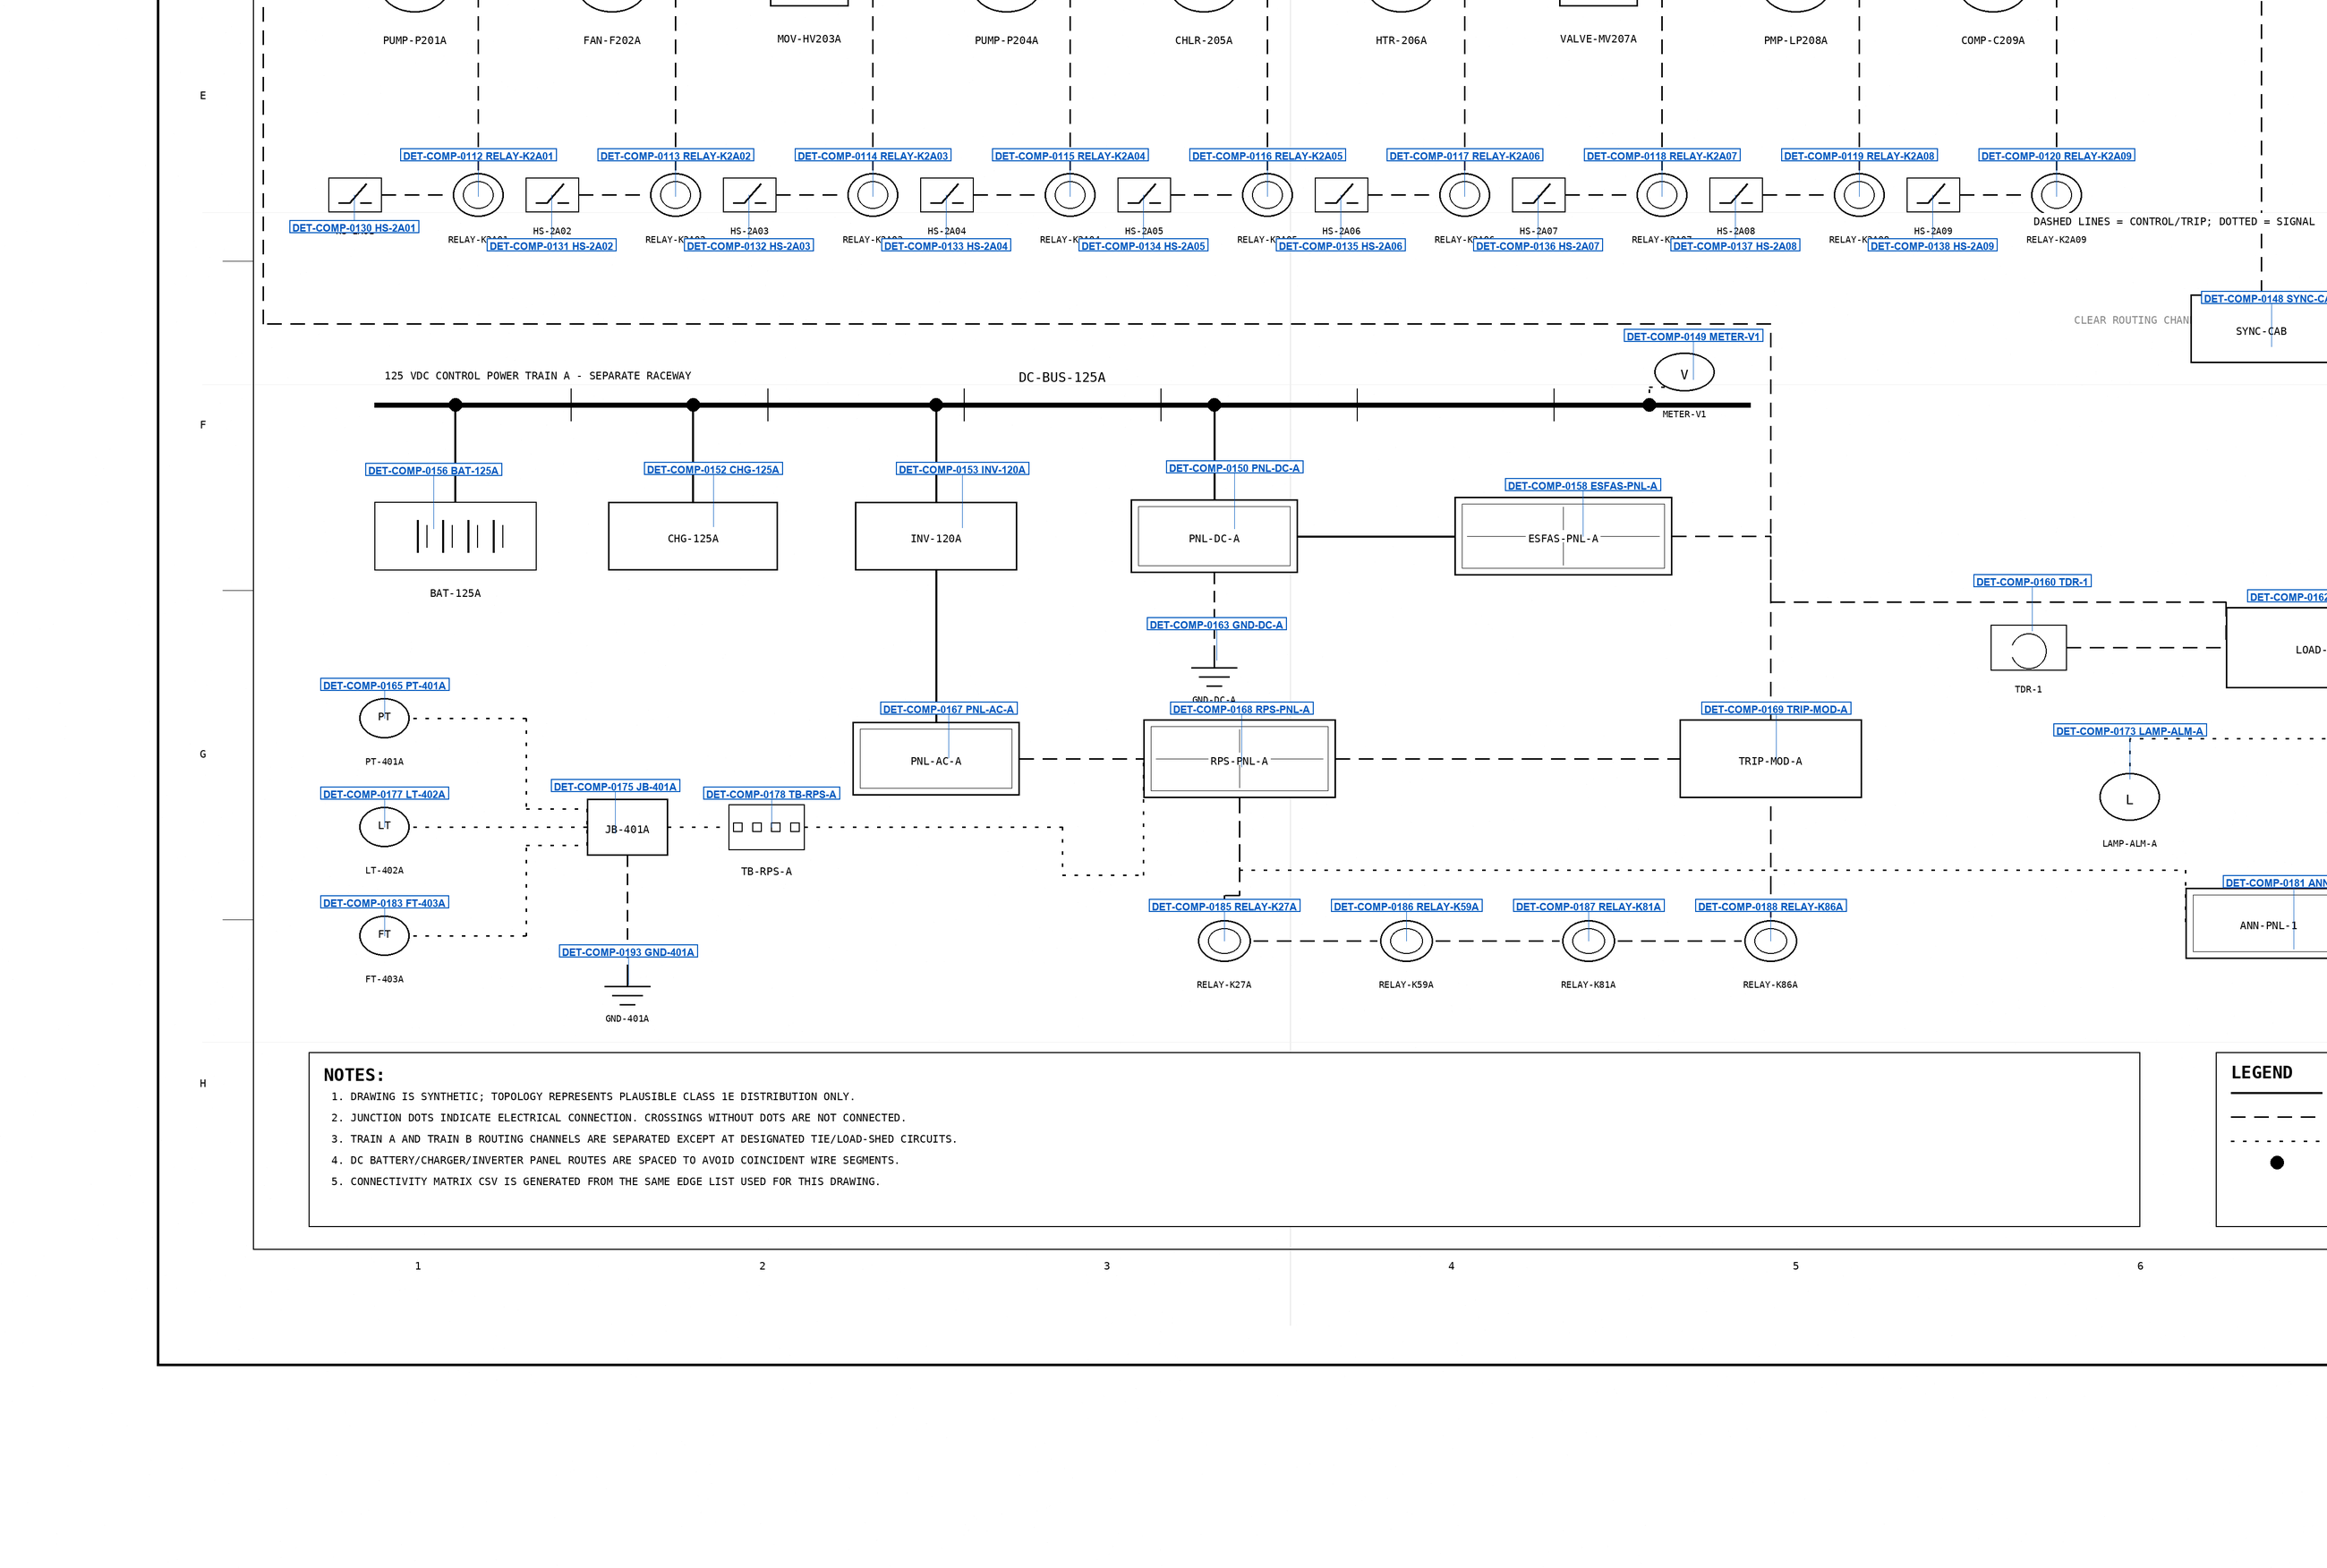 PUMP-P201A
FAN-F202A
MOV-HV203A
PUMP-P204A
CHLR-205A
HTR-206A
VALVE-MV207A
PMP-LP208A
COMP-C209A
E
DET-COMP-0112 RELAY-K2A01
DET-COMP-0113 RELAY-K2A02
DET-COMP-0114 RELAY-K2A03
DET-COMP-0115 RELAY-K2A04
DET-COMP-0116 RELAY-K2A05
DET-COMP-0117 RELAY-K2A06
DET-COMP-0118 RELAY-K2A07
DET-COMP-0119 RELAY-K2A08
DET-COMP-0120 RELAY-K2A09
DASHED LINES = CONTROL/TRIP; DOTTED = SIGNAL
DET-COMP-0130 HS-2A01
HS-2A02
HS-2A03
HS-2A04
HS-2A05
HS-2A06
HS-2A07
HS-2A08
HS-2A09
RELAY-K2A09
DET-COMP-0131 HS-2A02
DET-COMP-0132 HS-2A03
DET-COMP-0133 HS-2A04
DET-COMP-0134 HS-2A05
DET-COMP-0135 HS-2A06
DET-COMP-0136 HS-2A07
DET-COMP-0137 HS-2A08
DET-COMP-0138 HS-2A09
DET-COMP-0148 SYNC-CA
CLEAR ROUTING CHAN
SYNC-CAB
DET-COMP-0149 METER-V1
V
METER-V1
125 VDC CONTROL POWER TRAIN A - SEPARATE RACEWAY
DC-BUS-125A
F
DET-COMP-0156 BAT-125A
DET-COMP-0152 CHG-125A
DET-COMP-0153 INV-120A
DET-COMP-0150 PNL-DC-A
DET-COMP-0158 ESFAS-PNL-A
CHG-125A
INV-120A
PNL-DC-A
ESFAS-PNL-A
BAT-125A
DET-COMP-0160 TDR-1
DET-COMP-0162
DET-COMP-0163 GND-DC-A
LOAD-
TDR-1
GND-DC-A
DET-COMP-0165 PT-401A
PT
PT-401A
DET-COMP-0167 PNL-AC-A
DET-COMP-0168 RPS-PNL-A
DET-COMP-0169 TRIP-MOD-A
DET-COMP-0173 LAMP-ALM-A
G
PNL-AC-A
RPS-PNL-A
TRIP-MOD-A
DET-COMP-0177 LT-402A
LT
LT-402A
DET-COMP-0175 JB-401A
JB-401A
DET-COMP-0178 TB-RPS-A
TB-RPS-A
L
LAMP-ALM-A
DET-COMP-0181 ANN
ANN-PNL-1
DET-COMP-0183 FT-403A
FT
FT-403A
DET-COMP-0185 RELAY-K27A
DET-COMP-0186 RELAY-K59A
DET-COMP-0187 RELAY-K81A
DET-COMP-0188 RELAY-K86A
RELAY-K27A
RELAY-K59A
RELAY-K81A
RELAY-K86A
DET-COMP-0193 GND-401A
GND-401A
H
NOTES:
1. DRAWING IS SYNTHETIC; TOPOLOGY REPRESENTS PLAUSIBLE CLASS 1E DISTRIBUTION ONLY.
2. JUNCTION DOTS INDICATE ELECTRICAL CONNECTION. CROSSINGS WITHOUT DOTS ARE NOT CONNECTED.
3. TRAIN A AND TRAIN B ROUTING CHANNELS ARE SEPARATED EXCEPT AT DESIGNATED TIE/LOAD-SHED CIRCUITS.
4. DC BATTERY/CHARGER/INVERTER PANEL ROUTES ARE SPACED TO AVOID COINCIDENT WIRE SEGMENTS.
5. CONNECTIVITY MATRIX CSV IS GENERATED FROM THE SAME EDGE LIST USED FOR THIS DRAWING.
LEGEND
1
2
3
4
5
6